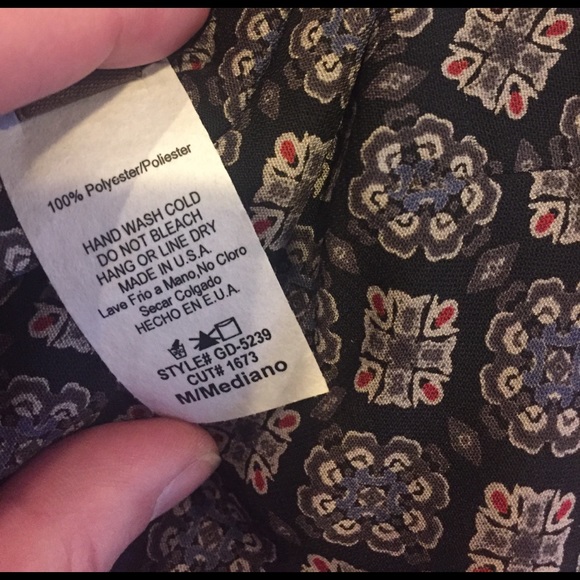 100% Polyester/Poliester
HAND WASH COLD
DO NOT BLEACH
HANG OR LINE DRY
MADE IN U.S.A.
Lave Frio a Mano,No Cloro
Secar Colgado
HECHO EN E.U.A.
STYLE# GD-5239
CUT# 1673
M/Mediano